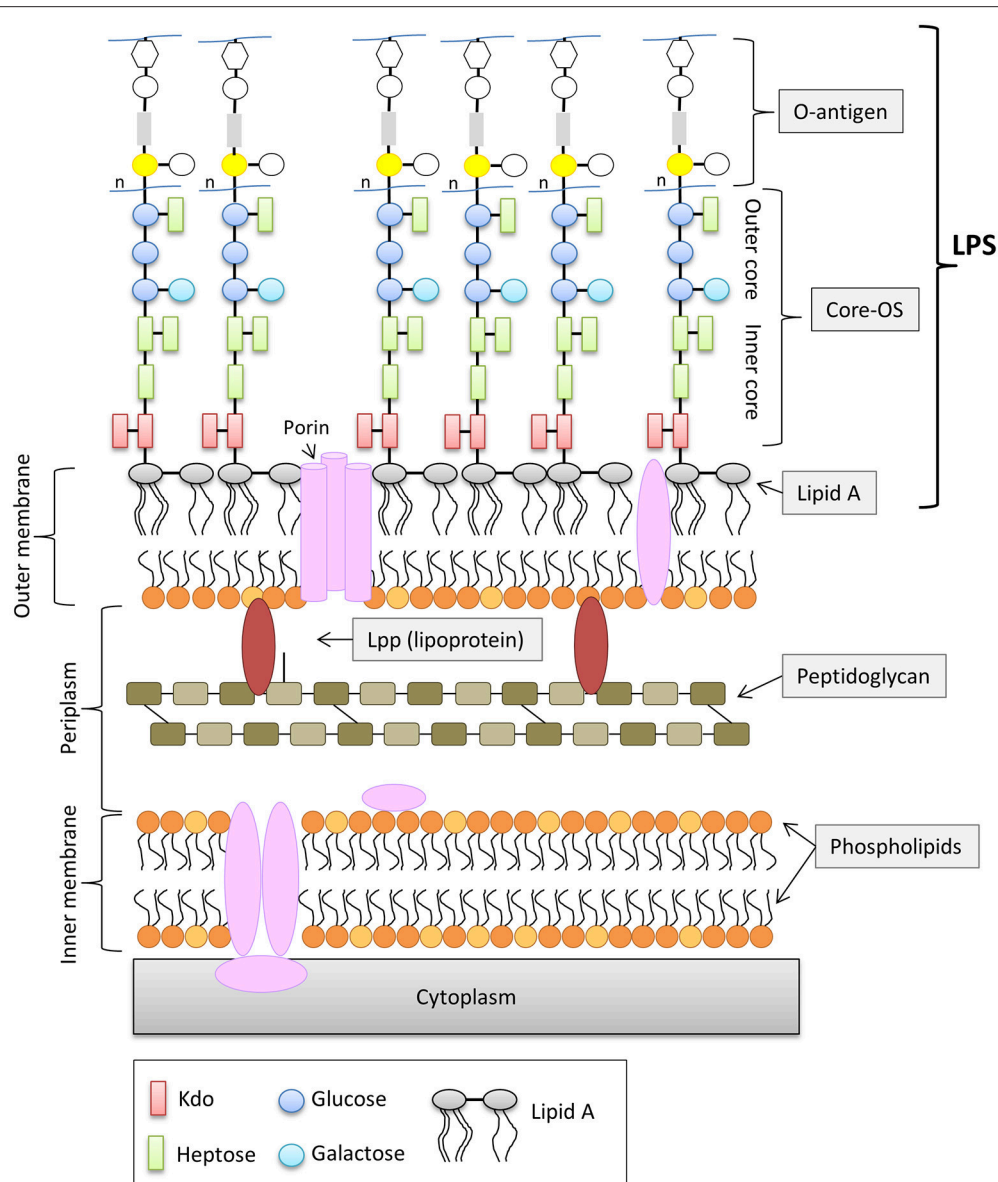 O-antigen
n
n
n
n
n
n
Outer core
LPS
Core-OS
Inner core
Porin
Lipid A
Outer membrane
Lpp (lipoprotein)
Peptidoglycan
Periplasm
Phospholipids
Inner membrane
Cytoplasm
Kdo
Glucose
Lipid A
Heptose
Galactose